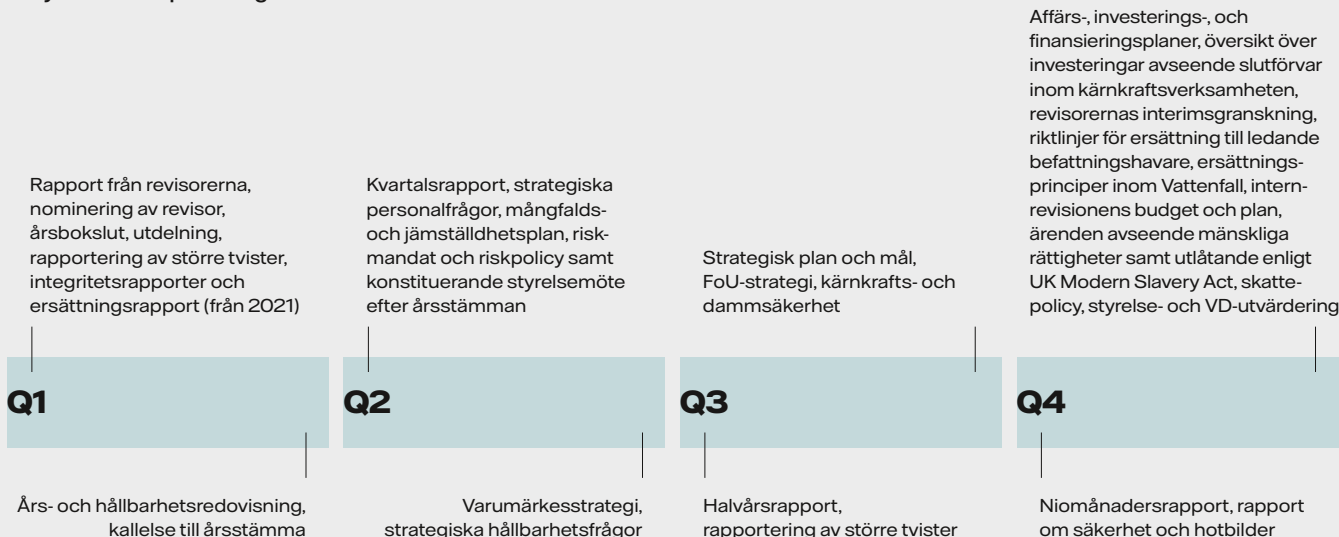 Affärs-, investerings-, och
finansieringsplaner, översikt över
investeringar avseende slutförvar
inom kärnkraftsverksamheten,
revisorernas interimsgranskning,
riktlinjer för ersättning till ledande
befattningshavare, ersättnings-
principer inom Vattenfall, intern-
revisionens budget och plan,
ärenden avseende mänskliga
rättigheter samt utlåtande enligt
UK Modern Slavery Act, skatte-
policy, styrelse- och VD-utvärdering
Rapport från revisorerna,
nominering av revisor,
årsbokslut, utdelning,
rapportering av större tvister,
integritetsrapporter och
ersättningsrapport (från 2021)
Kvartalsrapport, strategiska
personalfrågor, mångfalds-
och jämställdhetsplan, risk-
mandat och riskpolicy samt
konstituerande styrelsemöte
efter årsstämman
Strategisk plan och mål,
FoU-strategi, kärnkrafts- och
dammsäkerhet
Q1
Q2
Q3
Q4
Års- och hållbarhetsredovisning,
kallelse till årsstämma
Varumärkesstrategi,
strategiska hållbarhetsfrågor
Halvårsrapport,
rapportering av större tvister
Niomånadersrapport, rapport
om säkerhet och hotbilder